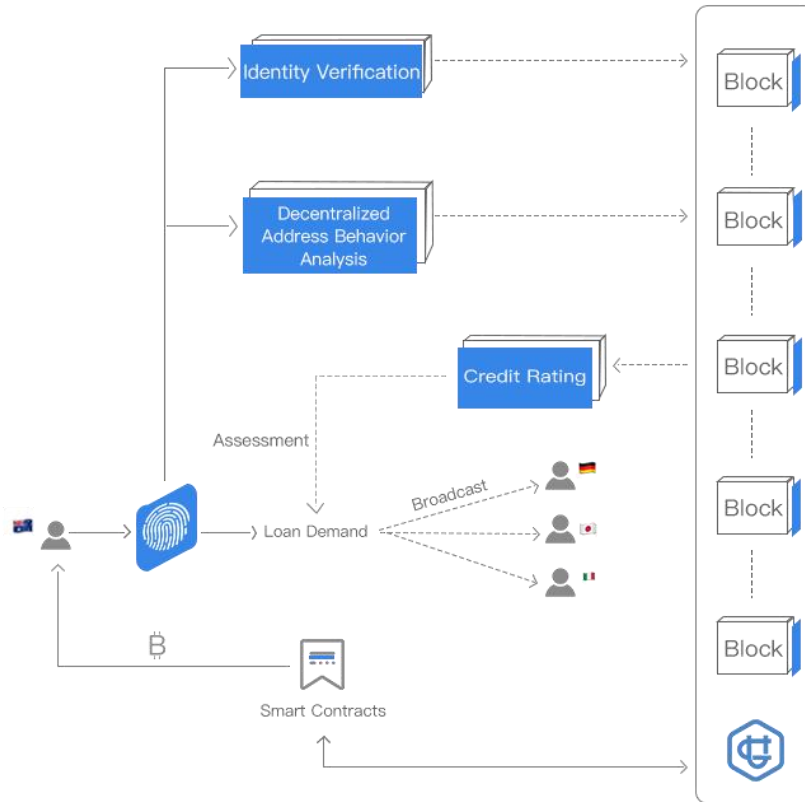 Identity Verification
Block
Decentralized
Address Behavior
Analysis
Block
Credit Rating
Block
Assessment
Broadcast
Loan Demand
Block
₿
Block
Smart Contracts